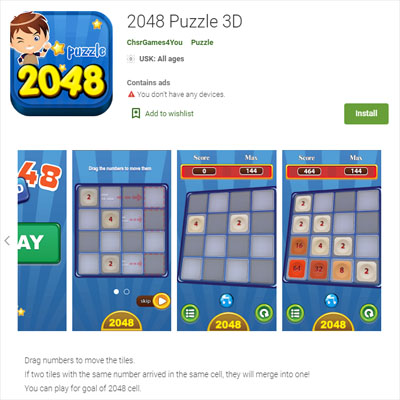 2048 Puzzle 3D
puzzle
2048
ChsrGames4You Puzzle
USK: All ages
Contains ads
You don't have any devices.
Add to wishlist
Install
48
AY
Drag the numbers to move them
2
4
2
skip
2048
Score Max
0 144
2
4 2
2048
Score Max
464 144
2
8 2
16 4 2
64 32 8 2
2048
Drag numbers to move the tiles.
If two tiles with the same number arrived in the same cell, they will merge into one!
You can play for goal of 2048 cell.